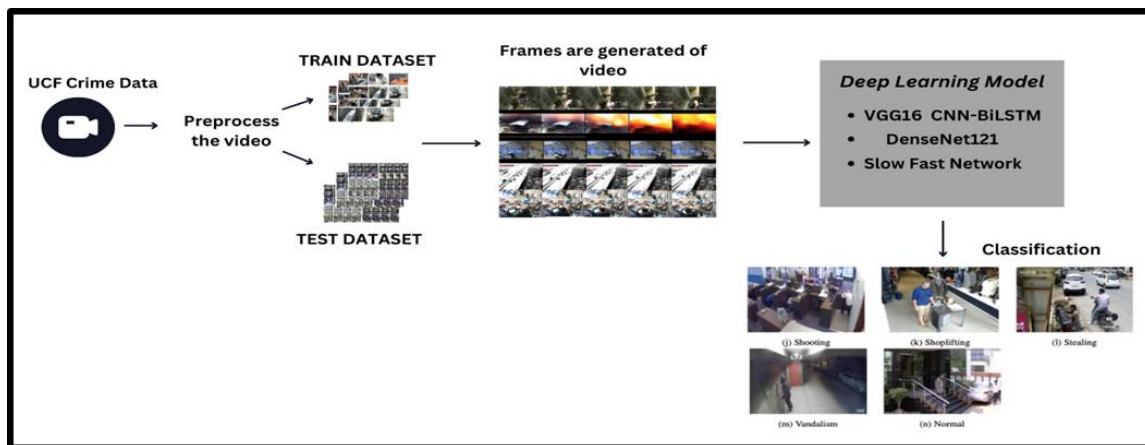 UCF Crime Data
Preprocess
the video
TRAIN DATASET
TEST DATASET
Frames are generated of
video
Deep Learning Model
• VGG16 CNN-BiLSTM
• DenseNet121
• Slow Fast Network
Classification
(j) Shooting
(k) Shoplifting
(l) Stealing
(m) Vandalism
(n) Normal